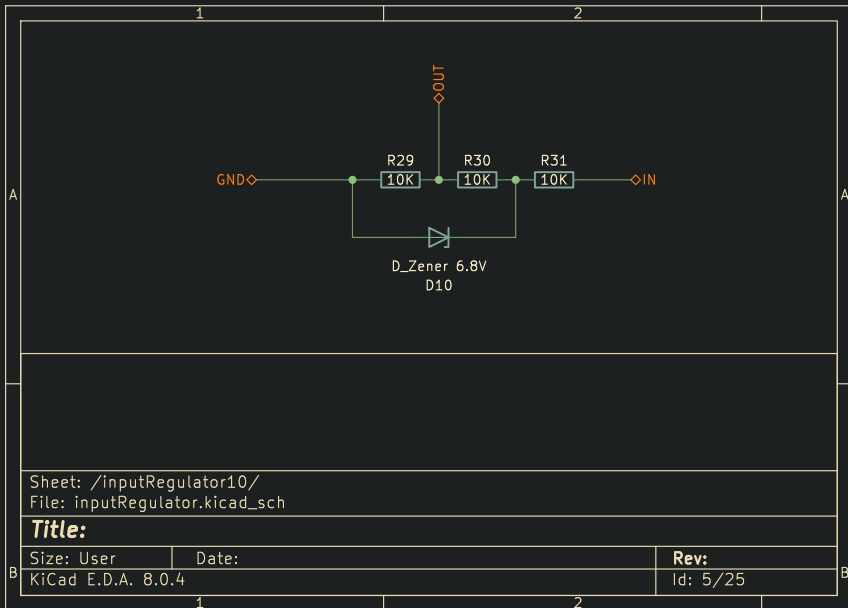 1 2
OUT
R29 R30 R31
GND 10K 10K 10K IN
A A
D_Zener 6.8V
D10
Sheet: /inputRegulator10/
File: inputRegulator.kicad_sch
Title:
Size: User Date: Rev:
B B
KiCad E.D.A. 8.0.4 Id: 5/25
1 2